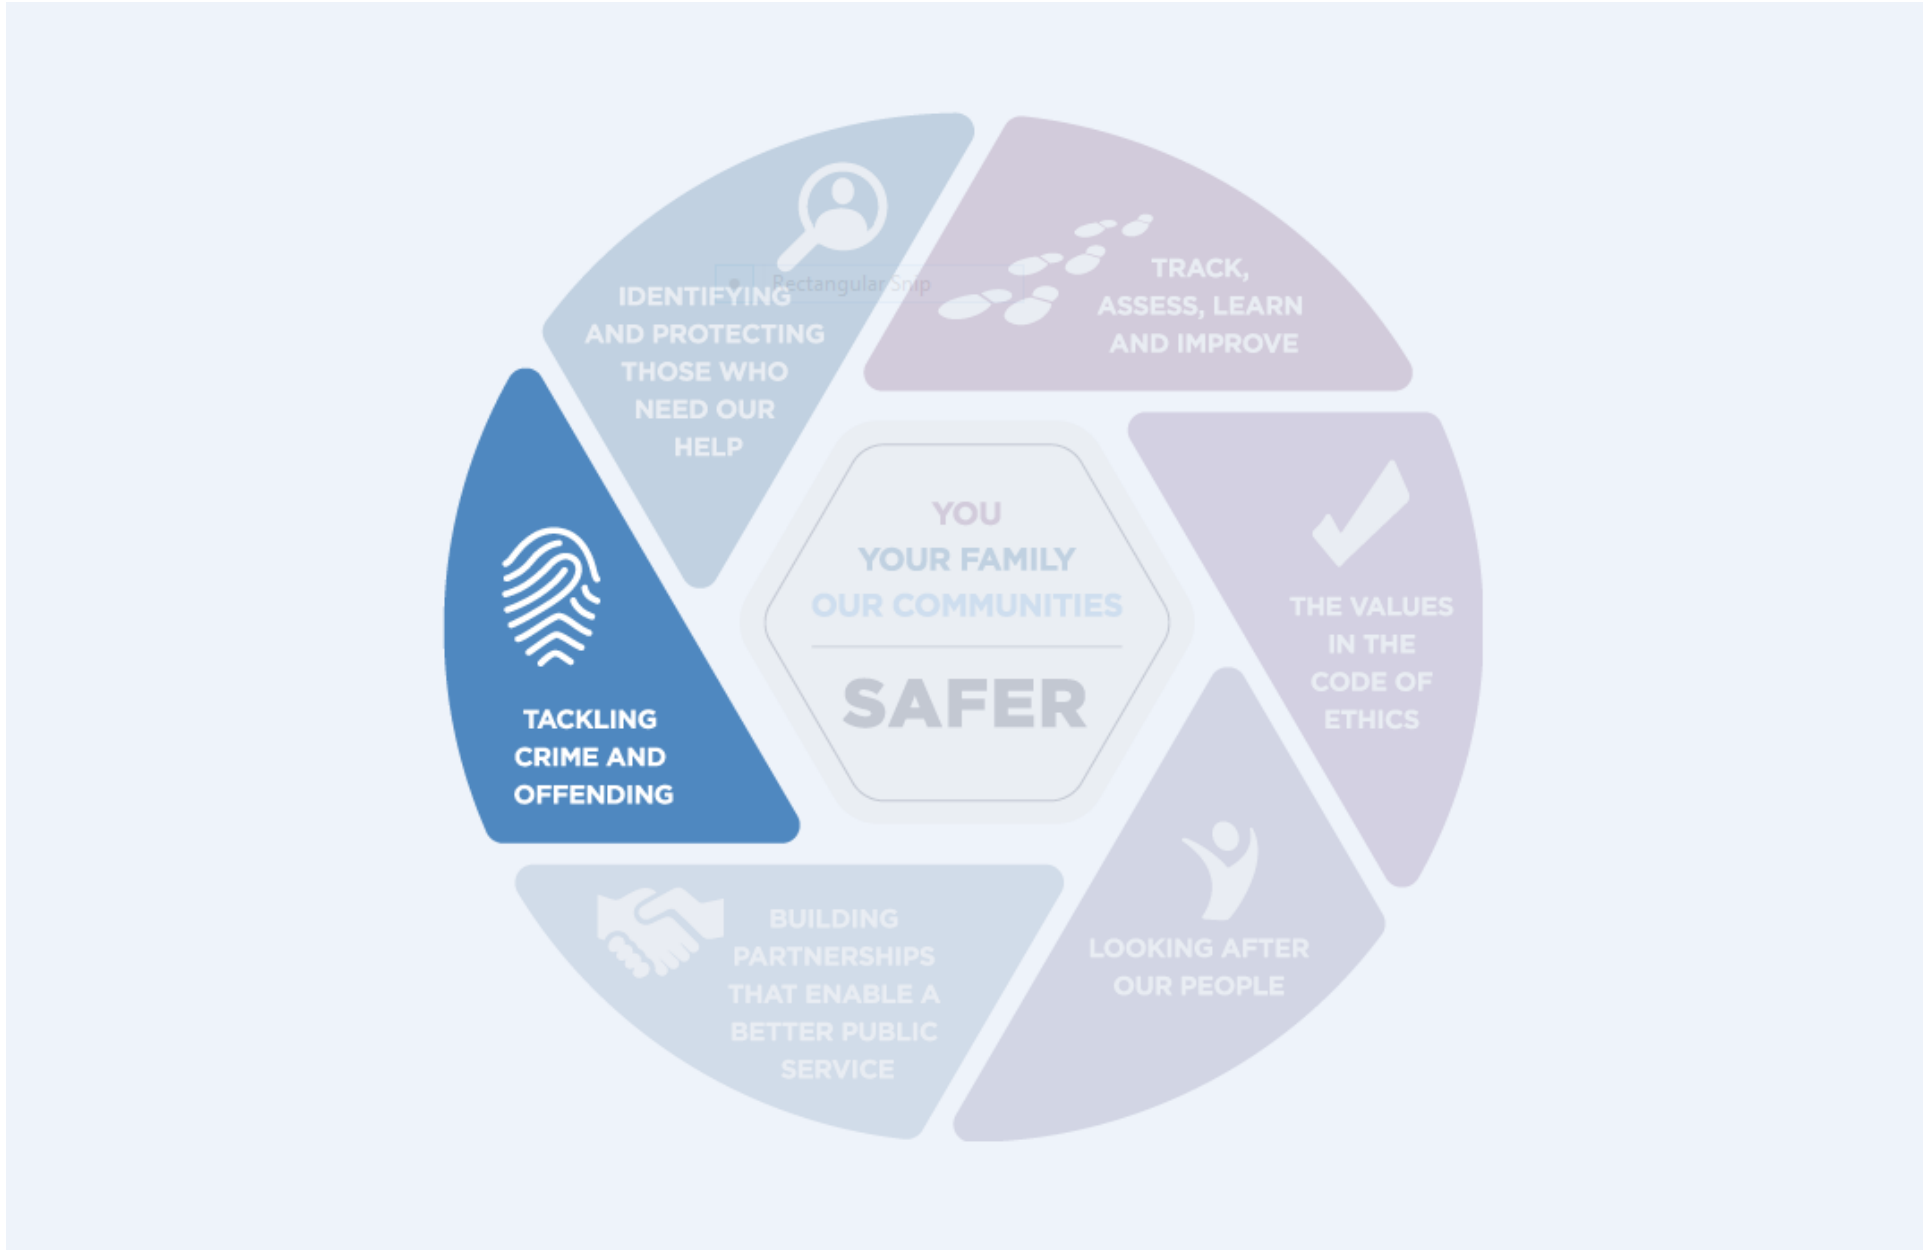 IDENTIFYING
AND PROTECTING
THOSE WHO
NEED OUR
HELP
Rectangular Snip
TRACK,
ASSESS, LEARN
AND IMPROVE
YOU
YOUR FAMILY
OUR COMMUNITIES
SAFER
THE VALUES
IN THE
CODE OF
ETHICS
TACKLING
CRIME AND
OFFENDING
BUILDING
PARTNERSHIPS
THAT ENABLE A
BETTER PUBLIC
SERVICE
LOOKING AFTER
OUR PEOPLE